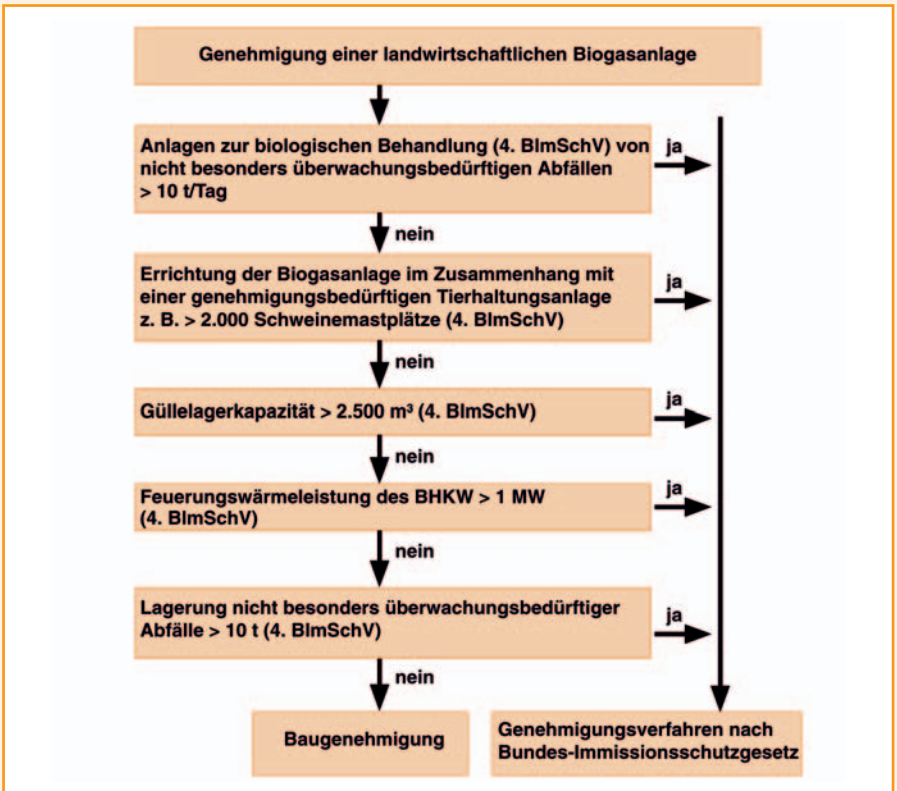 Genehmigung einer landwirtschaftlichen Biogasanlage
Anlagen zur biologischen Behandlung (4. BImSchV) von
nicht besonders überwachungsbedürftigen Abfällen
> 10 t/Tag
ja
nein
Errichtung der Biogasanlage im Zusammenhang mit
einer genehmigungsbedürftigen Tierhaltungsanlage
z. B. > 2.000 Schweinemastplätze (4. BImSchV)
ja
nein
Güllelagerkapazität > 2.500 m³ (4. BImSchV)
ja
nein
Feuerungswärmeleistung des BHKW > 1 MW
(4. BImSchV)
ja
nein
Lagerung nicht besonders überwachungsbedürftiger
Abfälle > 10 t (4. BImSchV)
ja
nein
Baugenehmigung
Genehmigungsverfahren nach
Bundes-Immissionsschutzgesetz